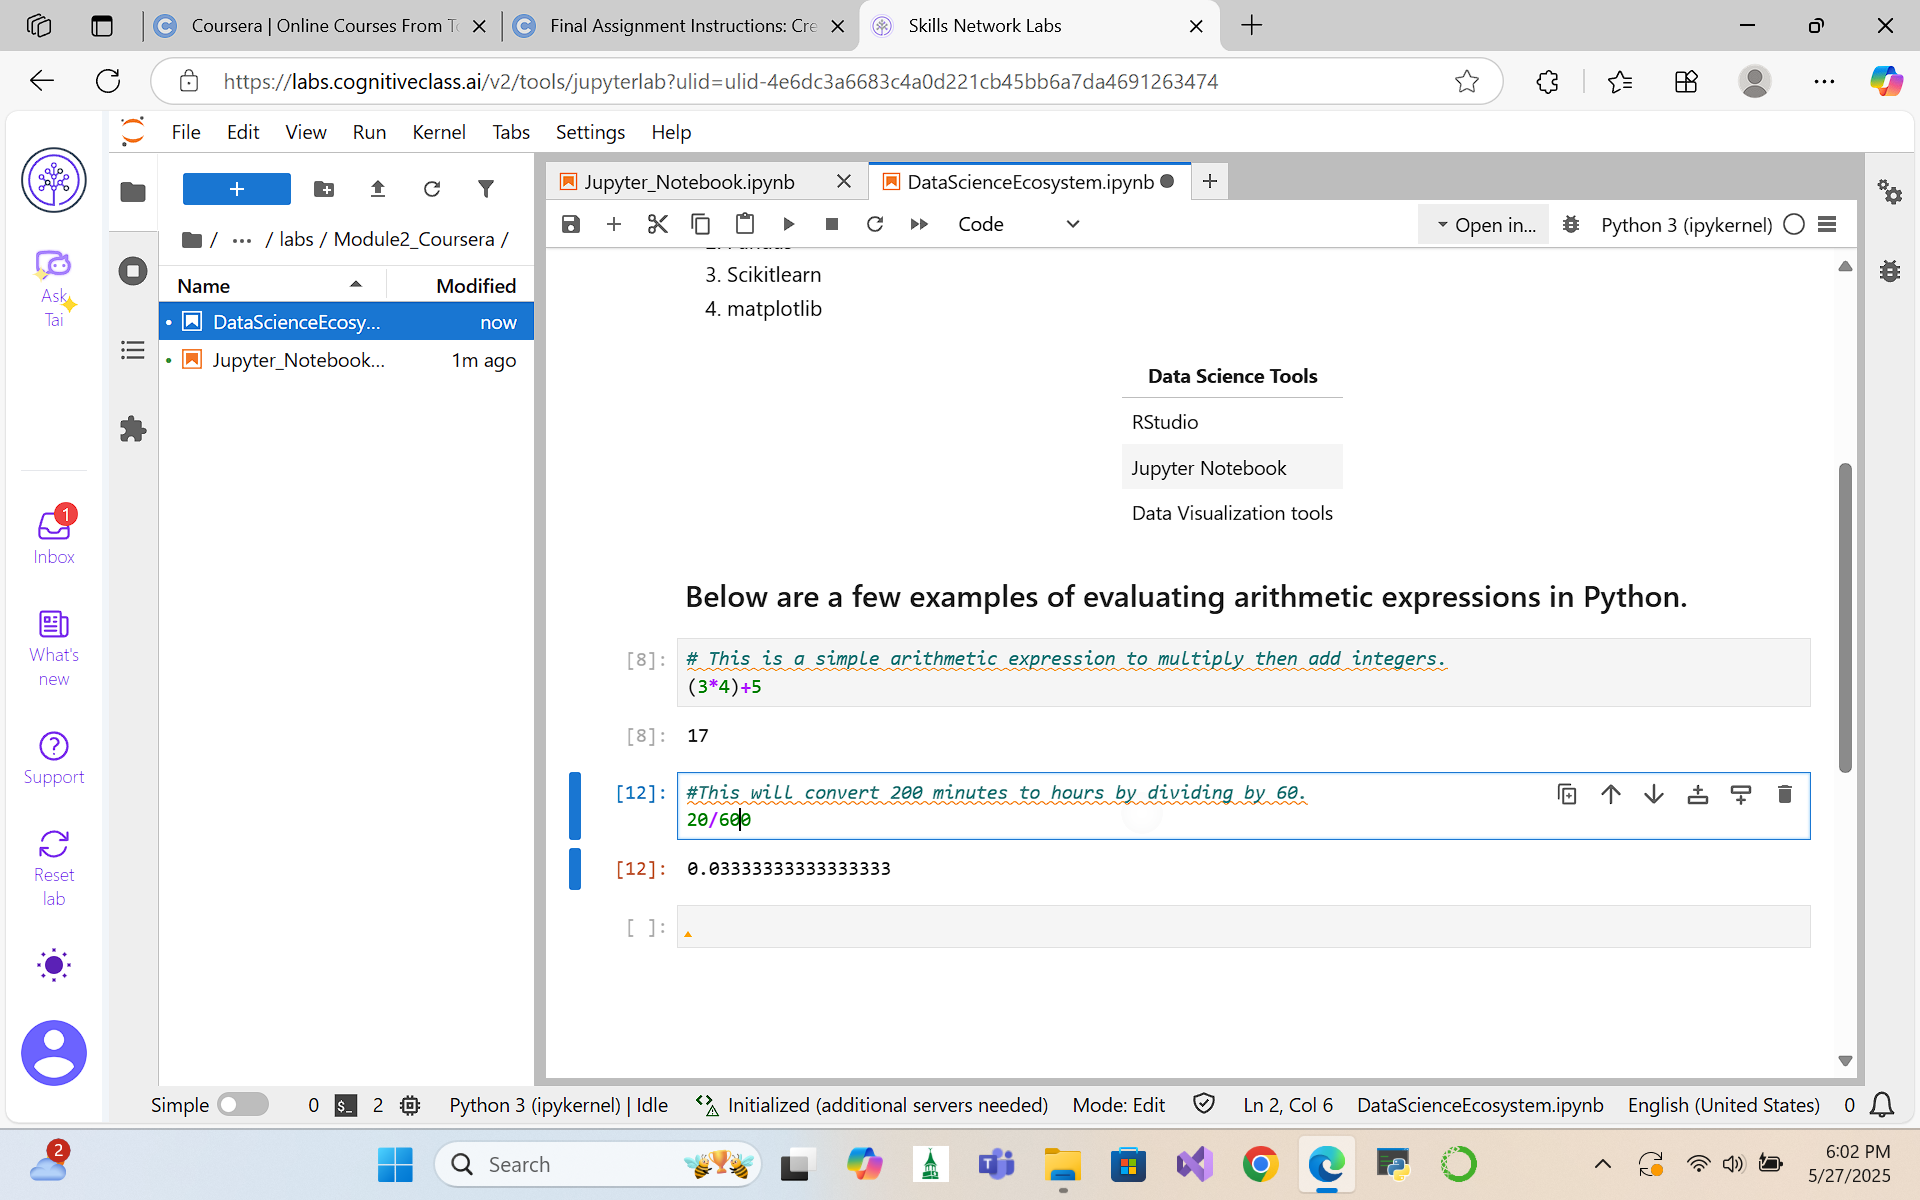 Coursera | Online Courses From T
Final Assignment Instructions: Cre
Skills Network Labs
https://labs.cognitiveclass.ai/v2/tools/jupyterlab?ulid=ulid-4e6dc3a6683c4a0d221cb45bb6a7da4691263474
File Edit View Run Kernel Tabs Settings Help
Jupyter_Notebook.ipynb
DataScienceEcosystem.ipynb
Code
Open in...
Python 3 (ipykernel)
/ ··· / labs / Module2_Coursera /
Name Modified
DataScienceEcosy... now
Jupyter_Notebook... 1m ago
Ask
Tai
1
Inbox
What's
new
Support
Reset
lab
3. Scikitlearn
4. matplotlib
Data Science Tools
RStudio
Jupyter Notebook
Data Visualization tools
Below are a few examples of evaluating arithmetic expressions in Python.
[8]: # This is a simple arithmetic expression to multiply then add integers.
(3*4)+5
[8]: 17
[12]: #This will convert 200 minutes to hours by dividing by 60.
20/600
[12]: 0.03333333333333333
[ ]:
Simple 0 $_ 2 Python 3 (ipykernel) | Idle Initialized (additional servers needed) Mode: Edit Ln 2, Col 6 DataScienceEcosystem.ipynb English (United States) 0
2
Search
6:02 PM
5/27/2025